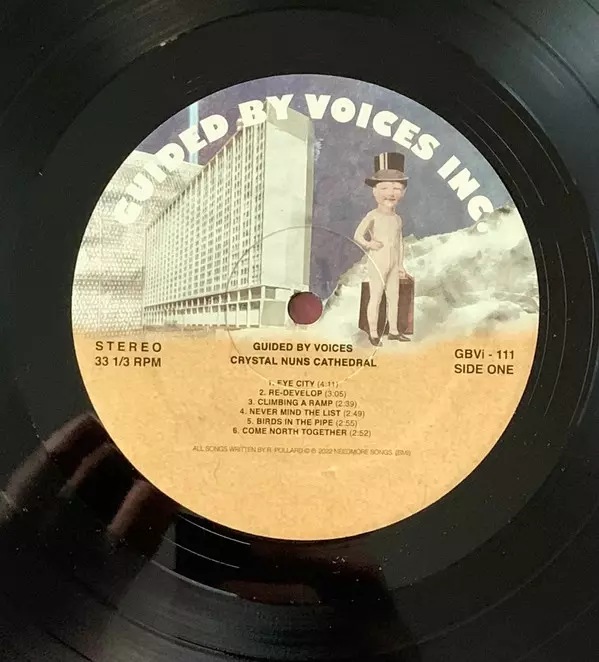 GUIDED BY VOICES INC.
STEREO
33 1/3 RPM
GUIDED BY VOICES
CRYSTAL NUNS CATHEDRAL
GBVi - 111
SIDE ONE
1. EYE CITY (4:11)
2. RE-DEVELOP (3:05)
3. CLIMBING A RAMP (2:39)
4. NEVER MIND THE LIST (2:49)
5. BIRDS IN THE PIPE (2:55)
6. COME NORTH TOGETHER (2:52)
ALL SONGS WRITTEN BY R. POLLARD © ℗ 2022 NEEDMORE SONGS (BMI)